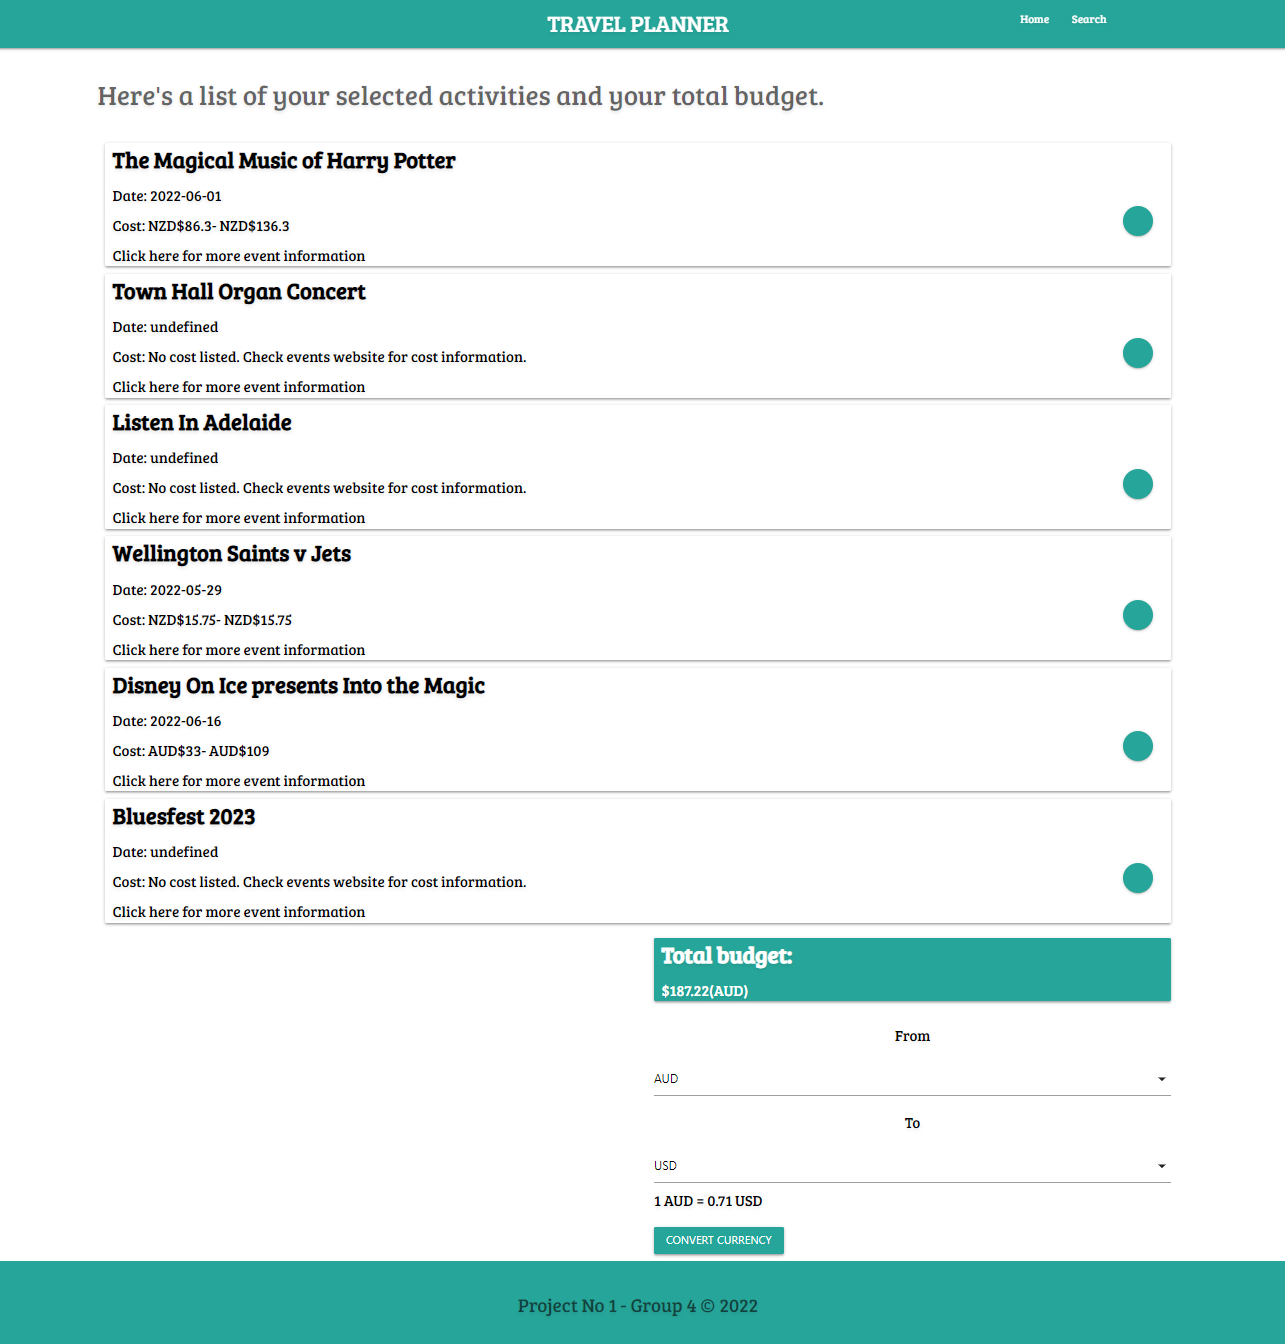 TRAVEL PLANNER
Home
Search
Here's a list of your selected activities and your total budget.
The Magical Music of Harry Potter
Date: 2022-06-01
Cost: NZD$86.3- NZD$136.3
Click here for more event information
Town Hall Organ Concert
Date: undefined
Cost: No cost listed. Check events website for cost information.
Click here for more event information
Listen In Adelaide
Date: undefined
Cost: No cost listed. Check events website for cost information.
Click here for more event information
Wellington Saints v Jets
Date: 2022-05-29
Cost: NZD$15.75- NZD$15.75
Click here for more event information
Disney On Ice presents Into the Magic
Date: 2022-06-16
Cost: AUD$33- AUD$109
Click here for more event information
Bluesfest 2023
Date: undefined
Cost: No cost listed. Check events website for cost information.
Click here for more event information
Total budget:
$187.22(AUD)
From
AUD
To
USD
1 AUD = 0.71 USD
CONVERT CURRENCY
Project No 1 - Group 4 © 2022